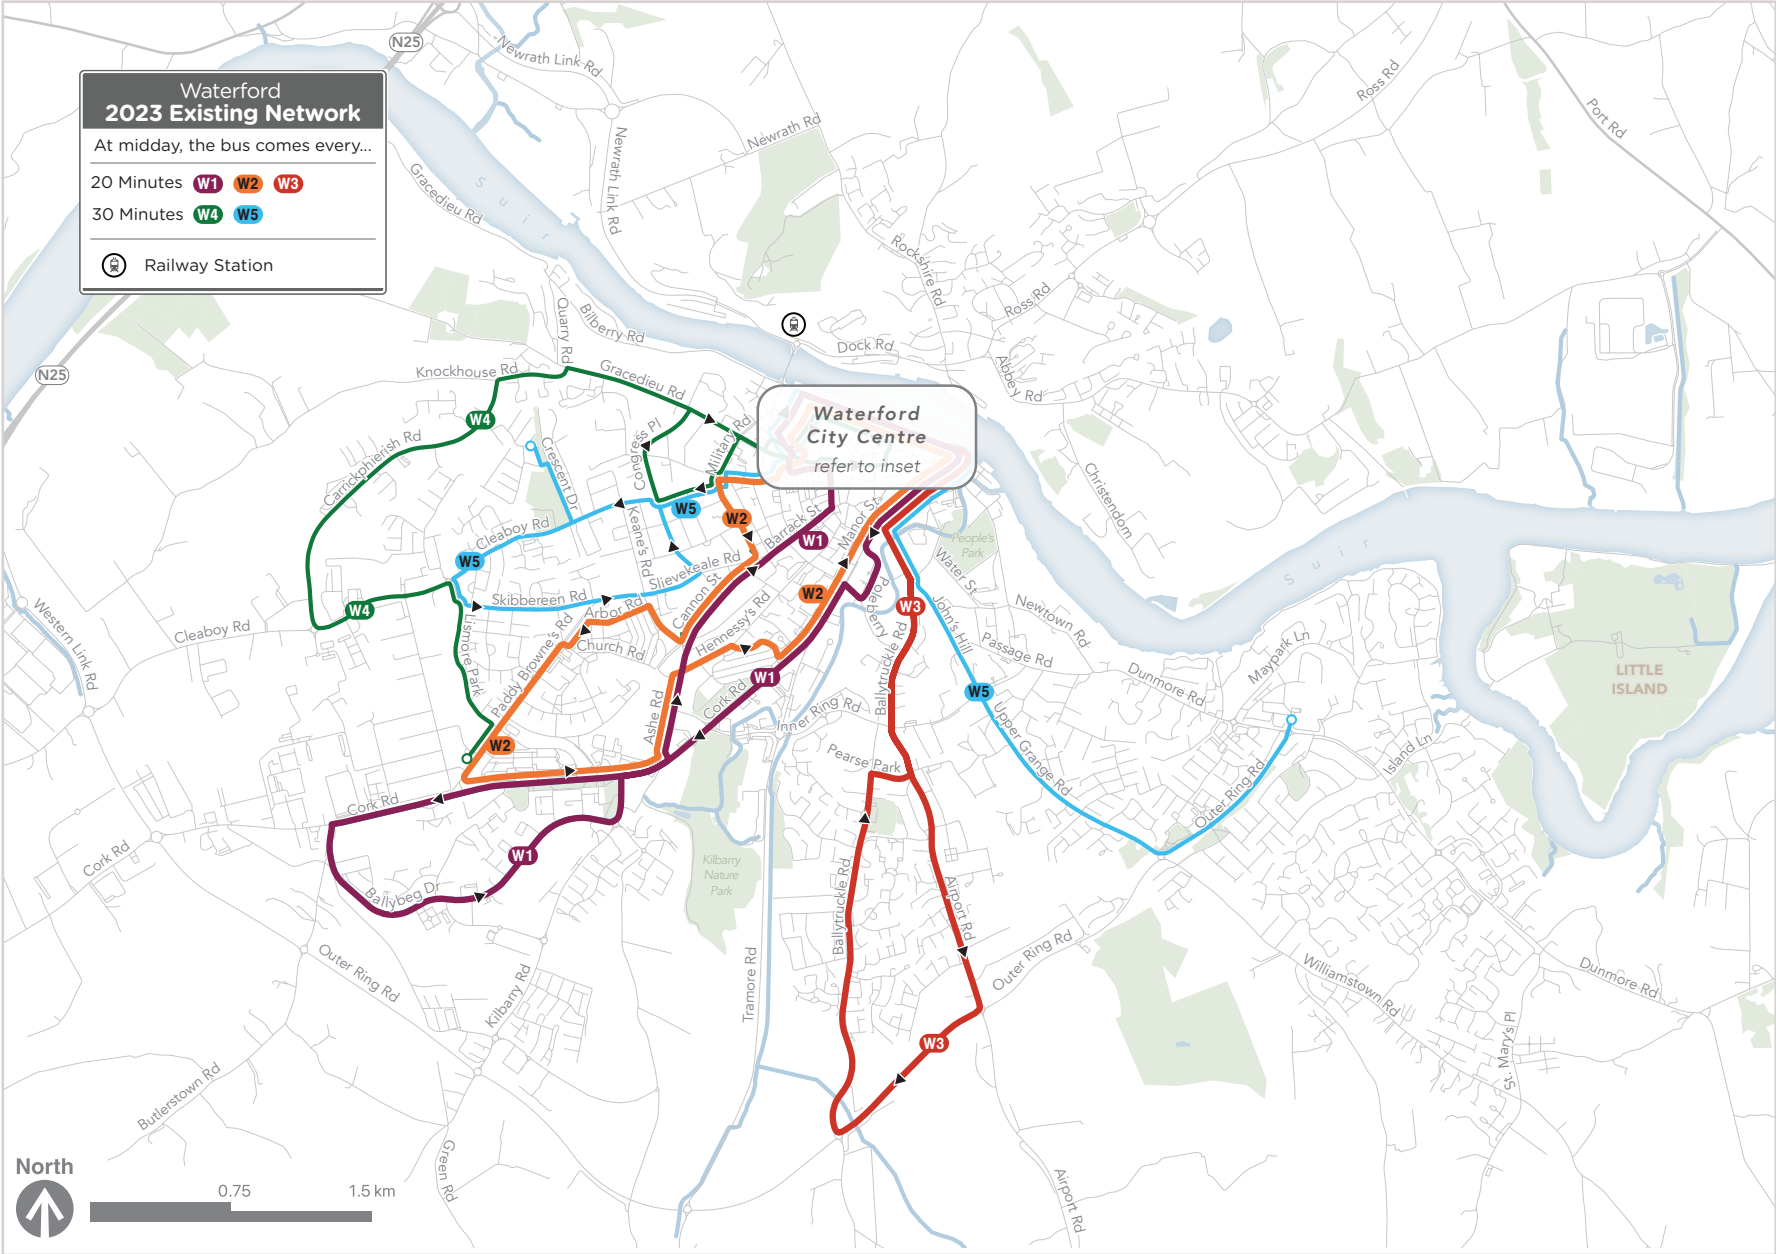 Waterford
2023 Existing Network
At midday, the bus comes every...
20 Minutes W1 W2 W3
30 Minutes W4 W5
Railway Station
N25
N25
Newrath Link Rd
Newrath Link Rd
Newrath Rd
Ross Rd
Port Rd
Gracedieu Rd
Suir
Rockshire Rd
Ross Rd
Quarry Rd
Bilberry Rd
Dock Rd
Abbey Rd
Knockhouse Rd
Gracedieu Rd
Waterford
City Centre
refer to inset
W4
Carrickpherish Rd
Congress Pl
Military Rd
Crescent Dr
Christendom
W5
W2
Cleaboy Rd
Keane's Rd
Barrack St
Manor St
W1
People's
Park
Water St
Suir
W5
Slievekeale Rd
Skibbereen Rd
Arbor Rd
Cannon St
W2
Poleberry
W3
John's Hill
Newtown Rd
W4
Western Link Rd
Cleaboy Rd
Lismore Park
Paddy Browne's Rd
Church Rd
Hennessy's Rd
Passage Rd
Maypark Ln
Dunmore Rd
LITTLE
ISLAND
W1
Ballytruckle Rd
W5
Cork Rd
Inner Ring Rd
Upper Grange Rd
Ashe Rd
W2
Pearse Park
Island Ln
Outer Ring Rd
Cork Rd
Cork Rd
W1
Ballybeg Dr
Kilbarry
Nature
Park
Ballytruckle Rd
Airport Rd
Outer Ring Rd
Outer Ring Rd
Kilbarry Rd
Tramore Rd
Williamstown Rd
Dunmore Rd
W3
St. Mary's Pl
Butlerstown Rd
Green Rd
Airport Rd
North
0.75
1.5 km